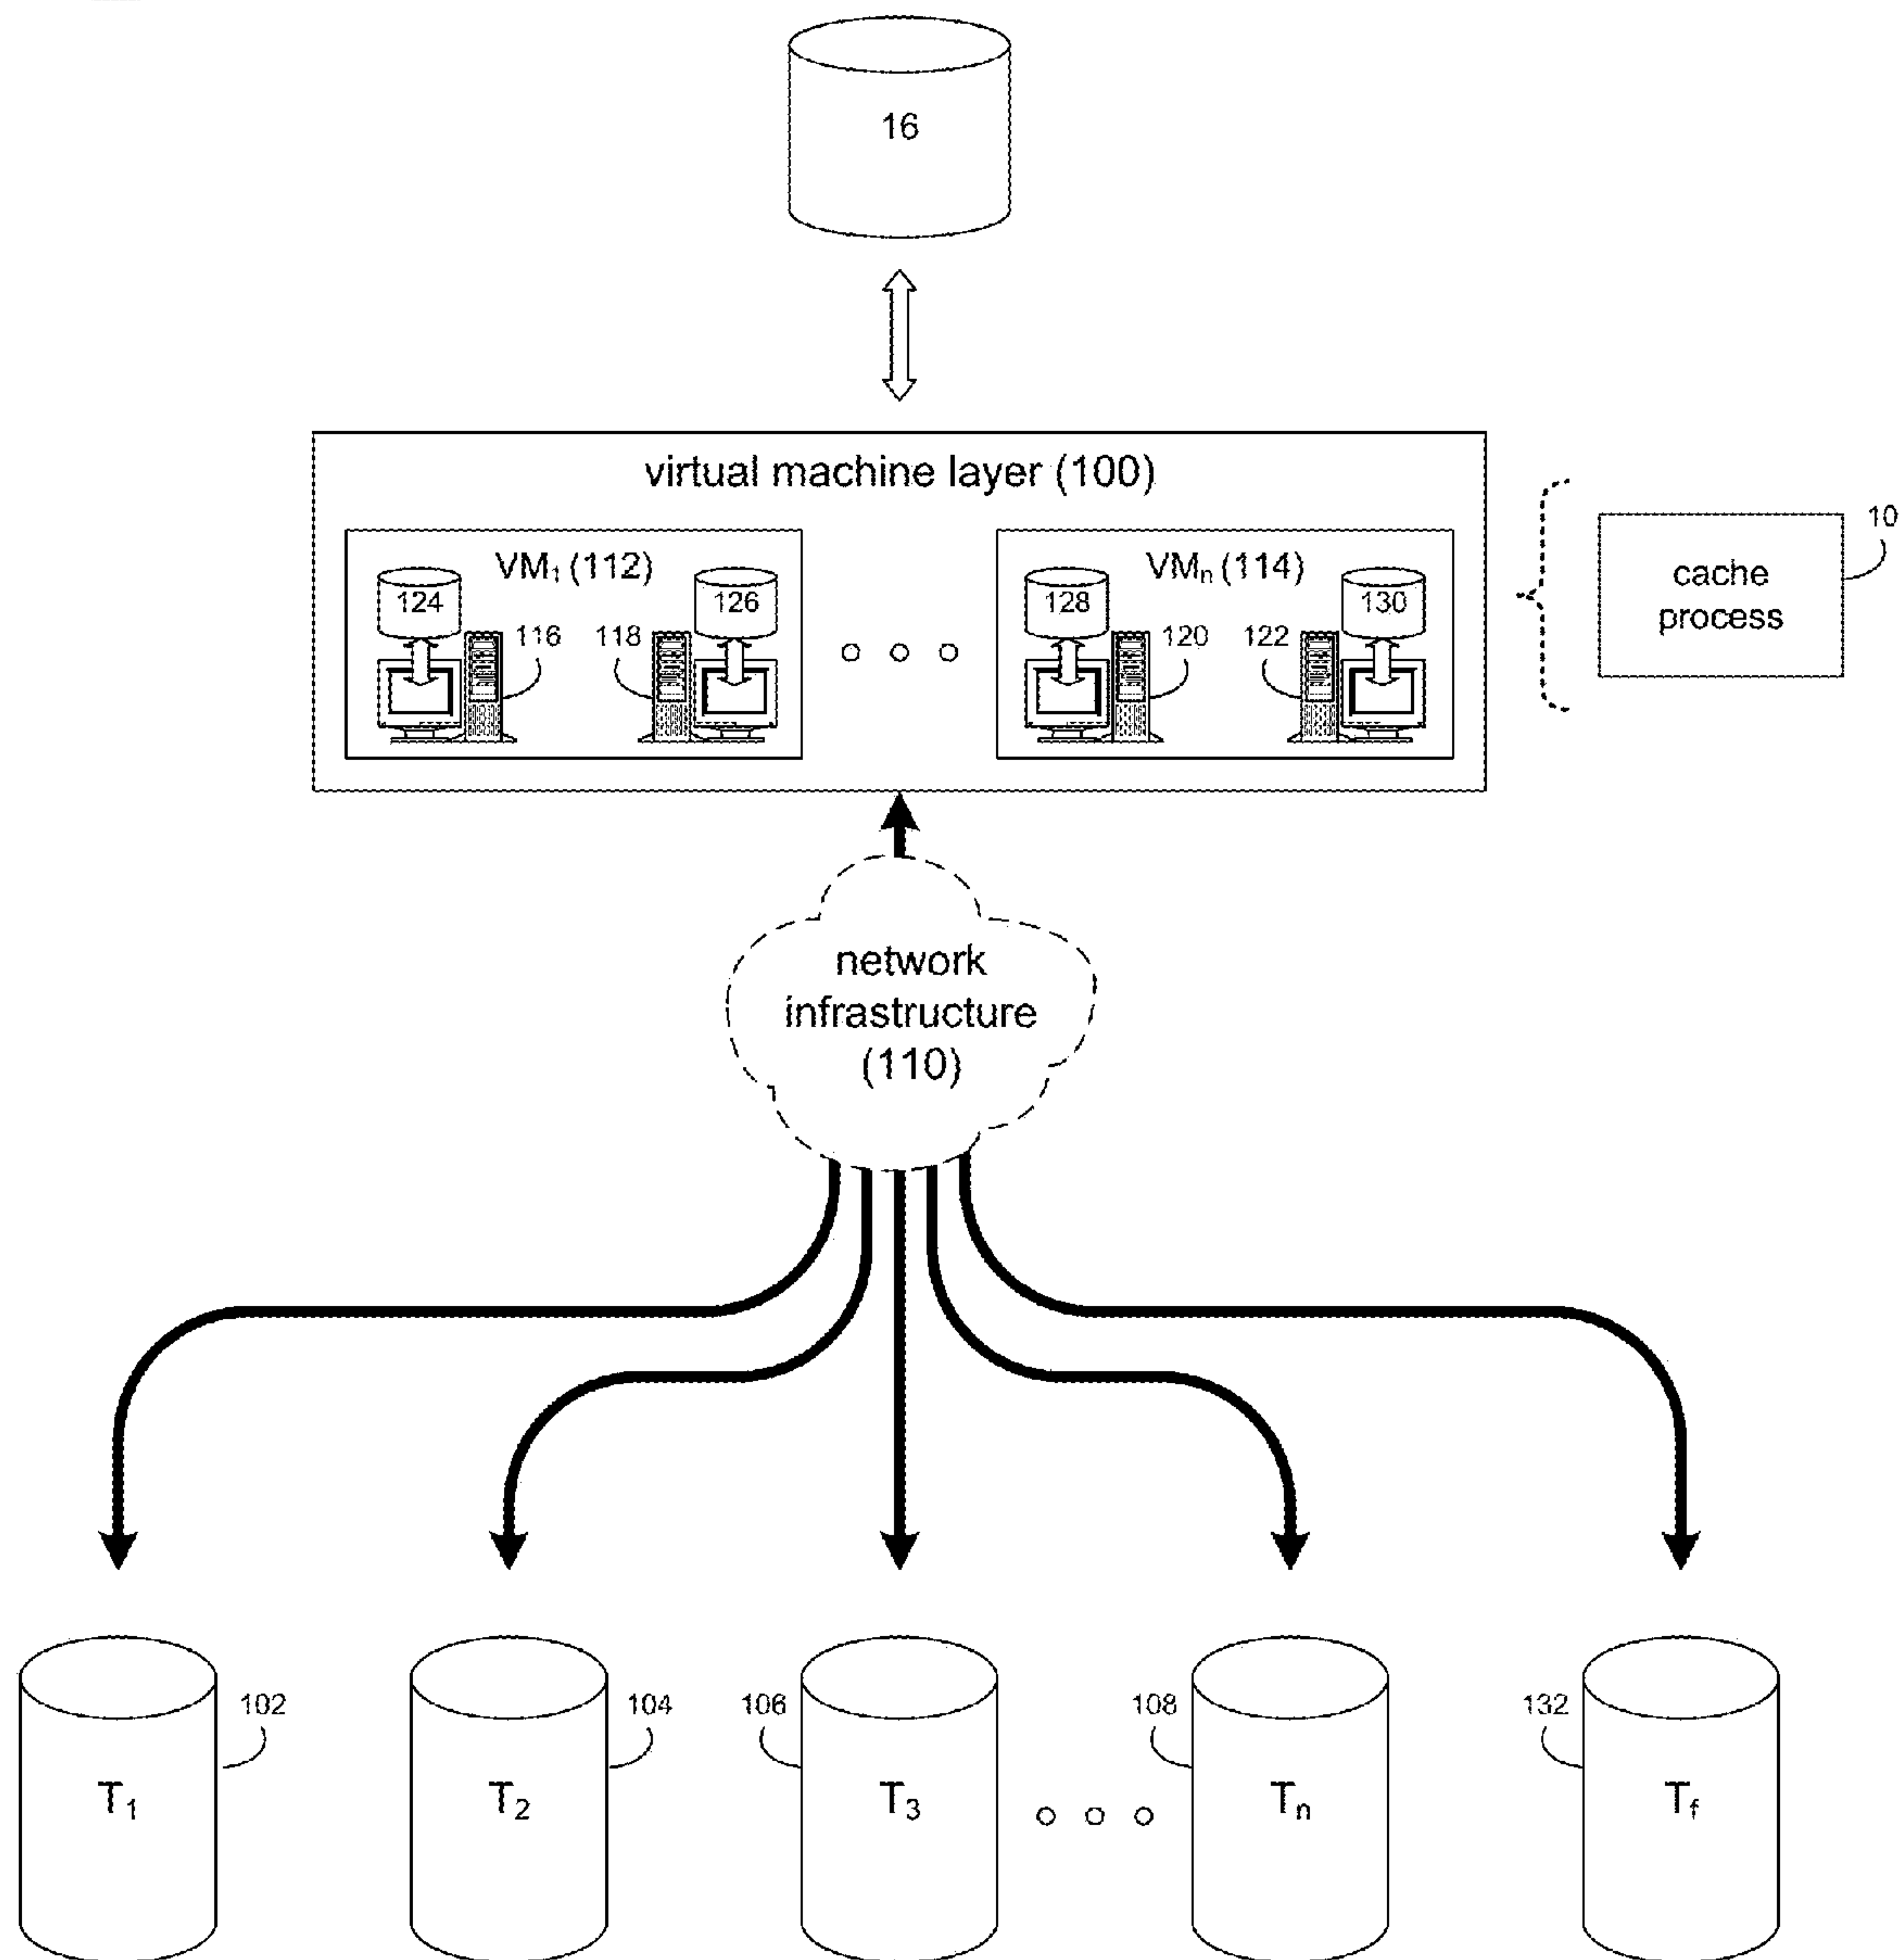 16
virtual machine layer (100)
VM₁ (112)
124
126
116
118
VMₙ (114)
128
130
120
122
cache
process
10
network
infrastructure
(110)
T₁
102
T₂
104
T₃
106
Tₙ
108
T_f
132